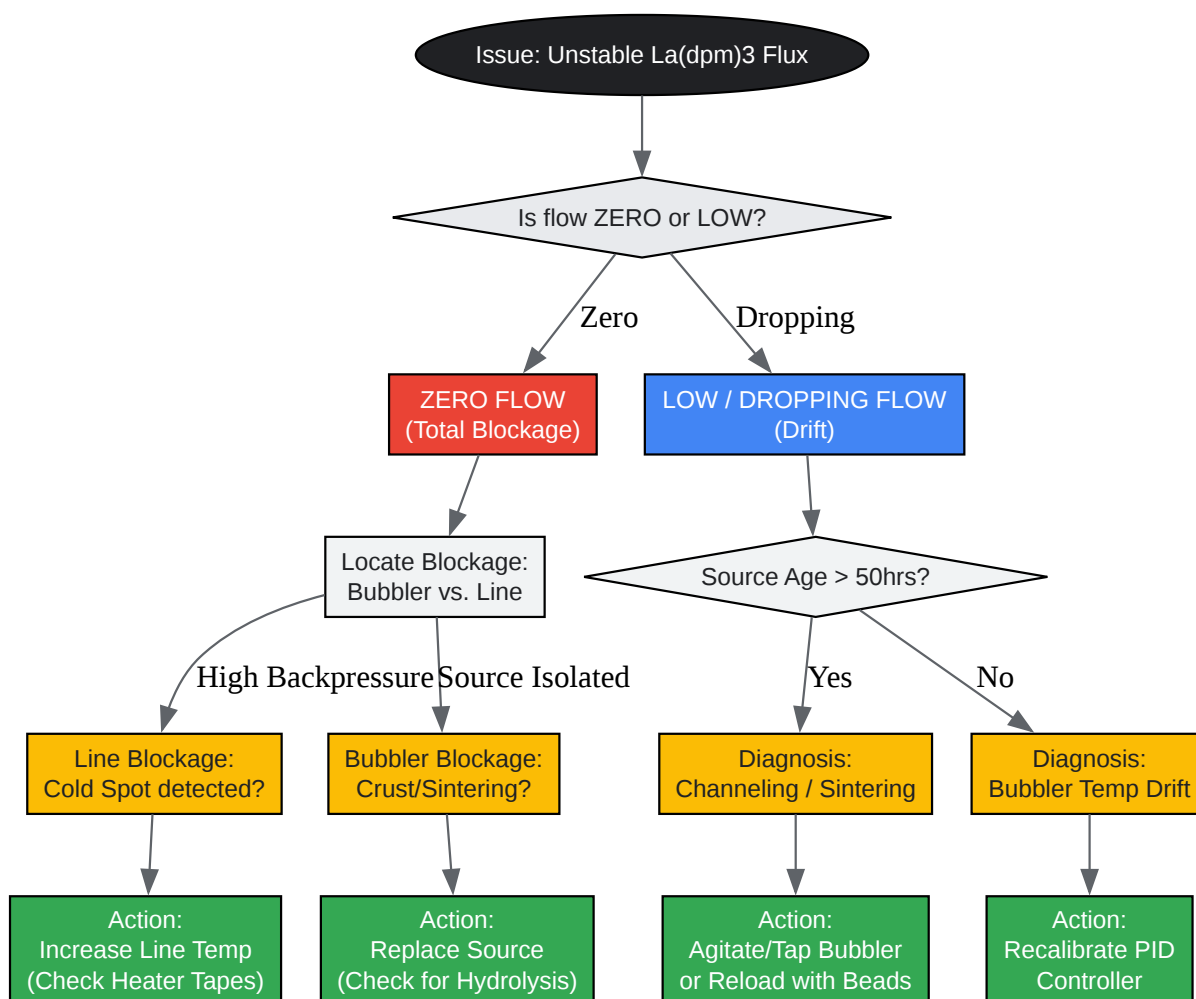 Issue: Unstable La(dpm)3 Flux
Is flow ZERO or LOW?
Zero
Dropping
ZERO FLOW
(Total Blockage)
LOW / DROPPING FLOW
(Drift)
Locate Blockage:
Bubbler vs. Line
Source Age > 50hrs?
High Backpressure
Source Isolated
Yes
No
Line Blockage:
Cold Spot detected?
Bubbler Blockage:
Crust/Sintering?
Diagnosis:
Channeling / Sintering
Diagnosis:
Bubbler Temp Drift
Action:
Increase Line Temp
(Check Heater Tapes)
Action:
Replace Source
(Check for Hydrolysis)
Action:
Agitate/Tap Bubbler
or Reload with Beads
Action:
Recalibrate PID
Controller